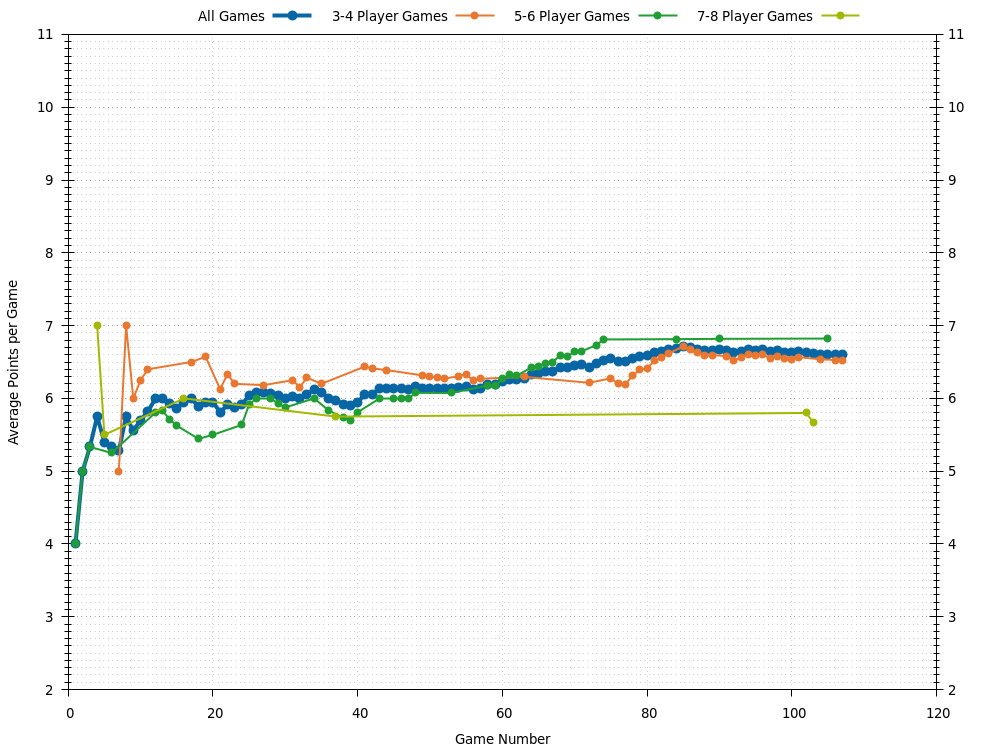 All Games 3-4 Player Games 5-6 Player Games 7-8 Player Games
11 11
10 10
9 9
8 8
7 7
6 6
5 5
4 4
3 3
2 2
0 20 40 60 80 100 120
Average Points per Game
Game Number